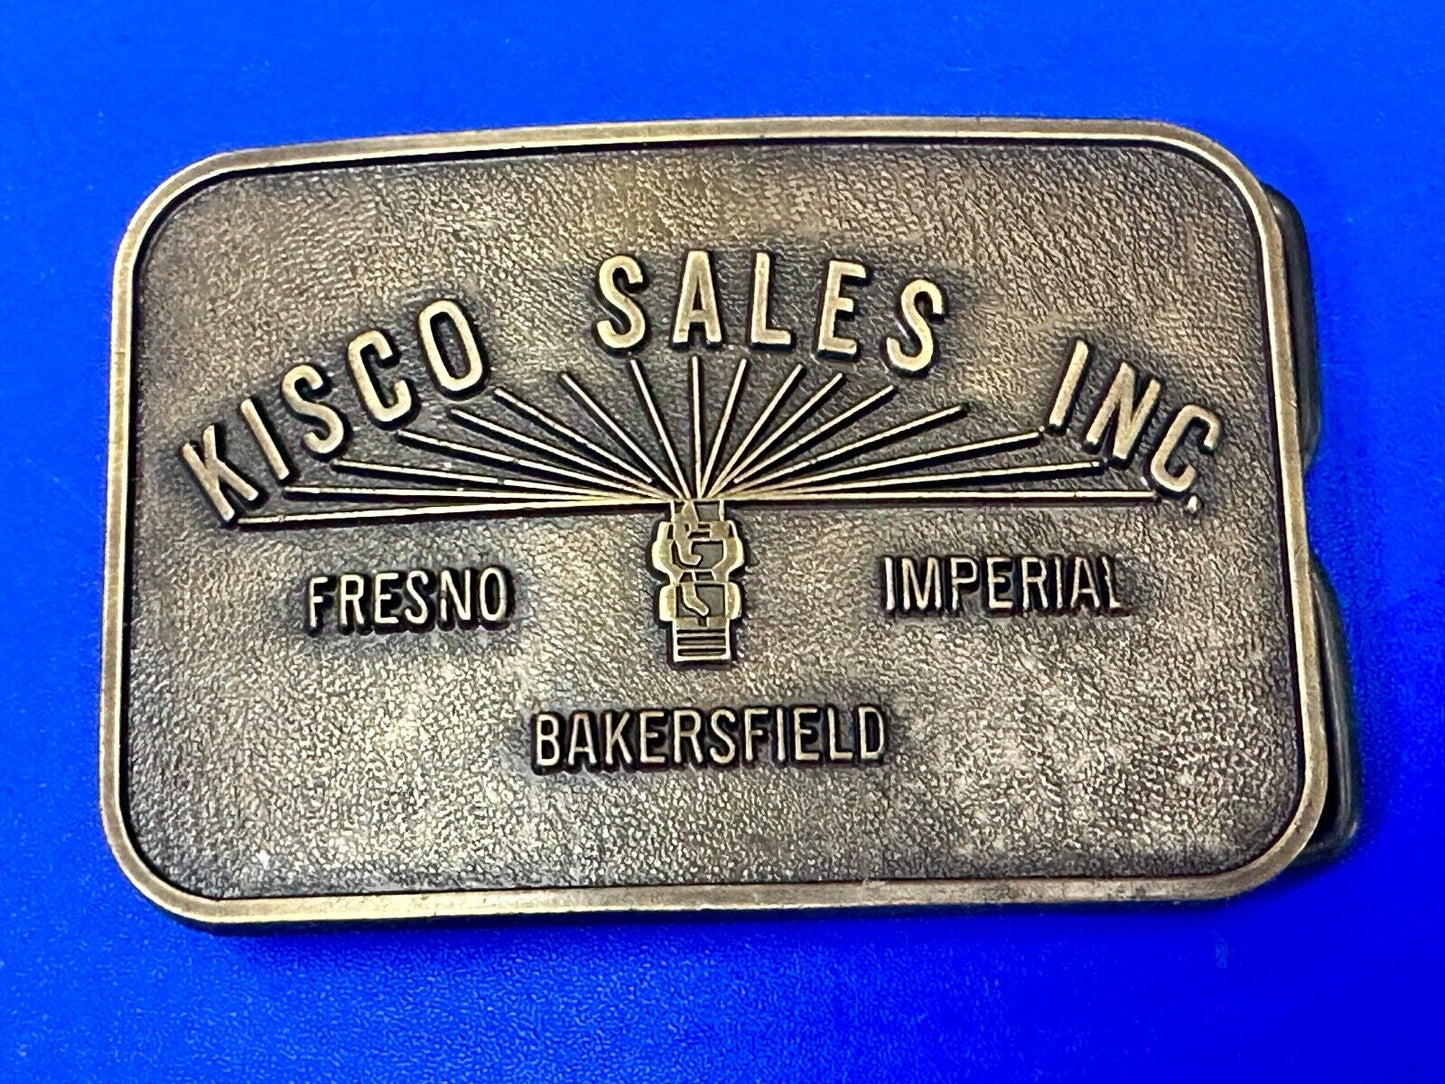 KISCO SALES INC.
FRESNO IMPERIAL
BAKERSFIELD